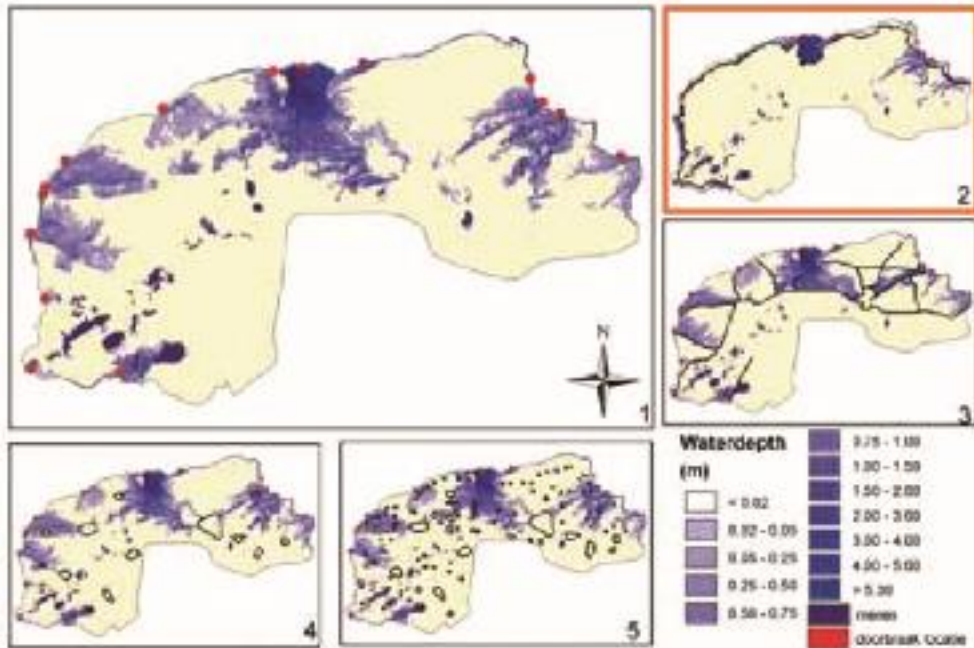 N
1
2
3
4
5
Waterdepth
(m)
< 0.02
0.02 - 0.05
0.05 - 0.25
0.25 - 0.50
0.50 - 0.75
0.75 - 1.00
1.00 - 1.50
1.50 - 2.00
2.00 - 3.00
3.00 - 4.00
4.00 - 5.00
> 5.00
meren